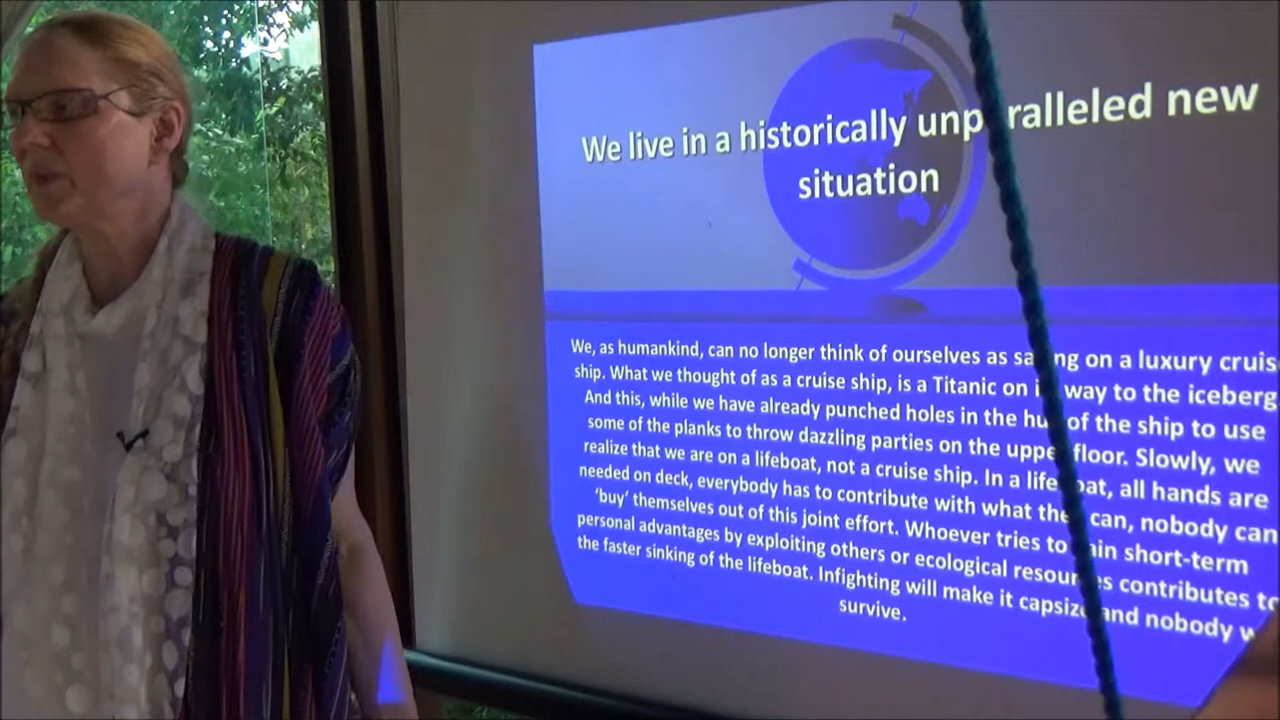 We live in a historically unp ralleled new
situation
We, as humankind, can no longer think of ourselves as sa ng on a luxury cruis
ship. What we thought of as a cruise ship, is a Titanic on i way to the iceberg
And this, while we have already punched holes in the hu of the ship to use
some of the planks to throw dazzling parties on the uppe floor. Slowly, we
realize that we are on a lifeboat, not a cruise ship. In a life at, all hands are
needed on deck, everybody has to contribute with what the can, nobody can
'buy' themselves out of this joint effort. Whoever tries to ain short-term
personal advantages by exploiting others or ecological resour es contributes to
the faster sinking of the lifeboat. Infighting will make it capsize and nobody w
survive.